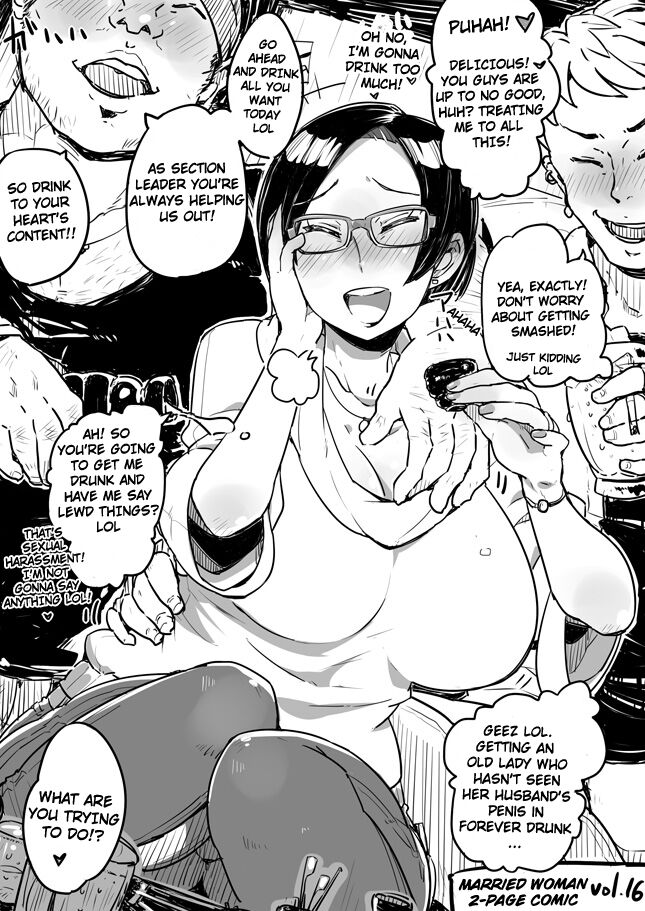 PUHAH! ♥
DELICIOUS!
YOU GUYS ARE
UP TO NO GOOD,
HUH? TREATING
ME TO ALL
THIS!
OH NO,
I'M GONNA
DRINK TOO
MUCH!
♥
GO
AHEAD
AND DRINK
ALL YOU
WANT
TODAY
LOL
AS SECTION
LEADER YOU'RE
ALWAYS HELPING
US OUT!
SO DRINK
TO YOUR
HEART'S
CONTENT!!
YEA, EXACTLY!
DON'T WORRY
ABOUT GETTING
SMASHED!
JUST KIDDING
LOL
AHAHA
AH! SO
YOU'RE GOING
TO GET ME
DRUNK AND
HAVE ME SAY
LEWD THINGS?
LOL
THAT'S
SEXUAL
HARASSMENT!
I'M NOT
GONNA SAY
ANYTHING LOL!
♥
GEEZ LOL.
GETTING AN
OLD LADY WHO
HASN'T SEEN
HER HUSBAND'S
PENIS IN
FOREVER DRUNK
...
WHAT ARE
YOU TRYING
TO DO!?
♥
MARRIED WOMAN
2-PAGE COMIC
vol.16